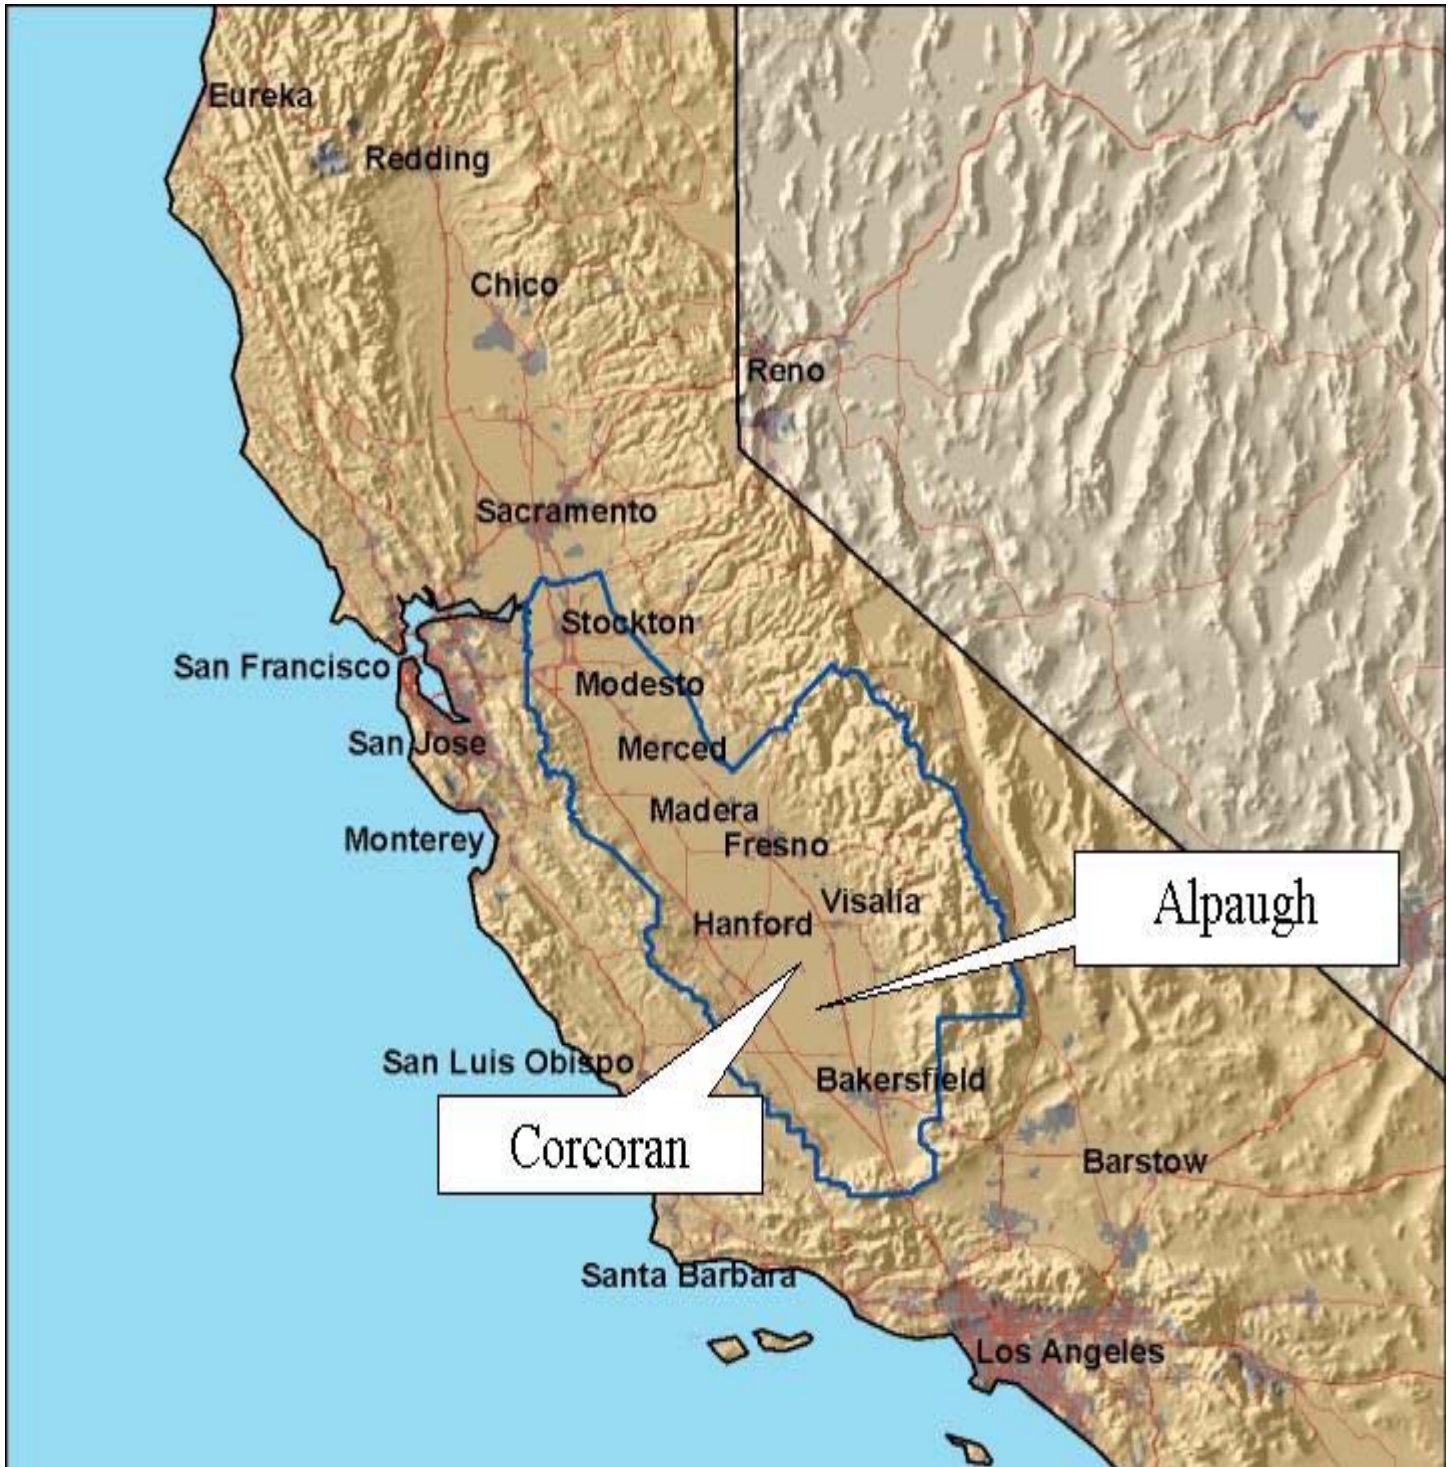 Eureka
Redding
Chico
Reno
Sacramento
Stockton
San Francisco
Modesto
San Jose
Merced
Madera
Monterey
Fresno
Visalia
Alpaugh
Hanford
San Luis Obispo
Bakersfield
Corcoran
Barstow
Santa Barbara
Los Angeles